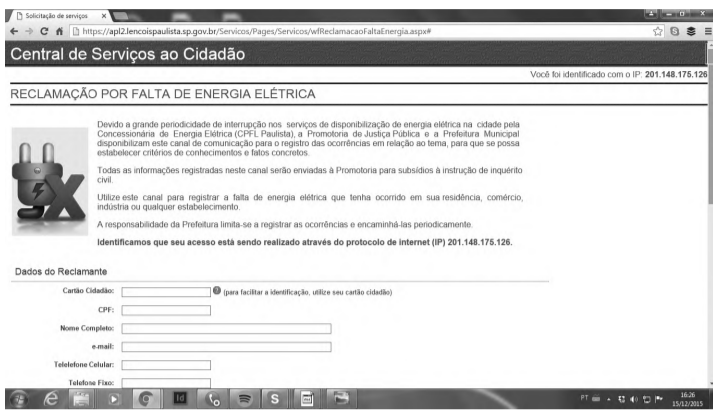 Solicitação de serviços
https://apl2.lencoispaulista.sp.gov.br/Servicos/Pages/Servicos/wfReclamacaoFaltaEnergia.aspx#
Central de Serviços ao Cidadão
Você foi identificado com o IP: 201.148.175.126
RECLAMAÇÃO POR FALTA DE ENERGIA ELÉTRICA
Devido a grande periodicidade de interrupção nos serviços de disponibilização de energia elétrica na cidade pela
Concessionária de Energia Elétrica (CPFL Paulista), a Promotoria de Justiça Pública e a Prefeitura Municipal
disponibilizam este canal de comunicação para o registro das ocorrências em relação ao tema, para que se possa
estabelecer critérios de conhecimentos e fatos concretos.
Todas as informações registradas neste canal serão enviadas à Promotoria para subsídios à instrução de inquérito
civil.
Utilize este canal para registrar a falta de energia elétrica que tenha ocorrido em sua residência, comércio,
indústria ou qualquer estabelecimento.
A responsabilidade da Prefeitura limita-se a registrar as ocorrências e encaminhá-las periodicamente.
Identificamos que seu acesso está sendo realizado através do protocolo de internet (IP) 201.148.175.126.
Dados do Reclamante
Cartão Cidadão: (para facilitar a identificação, utilize seu cartão cidadão)
CPF:
Nome Completo:
e.mail:
Telelefone Celular:
Telefone Fixo:
Id S PT 16:26
15/12/2015